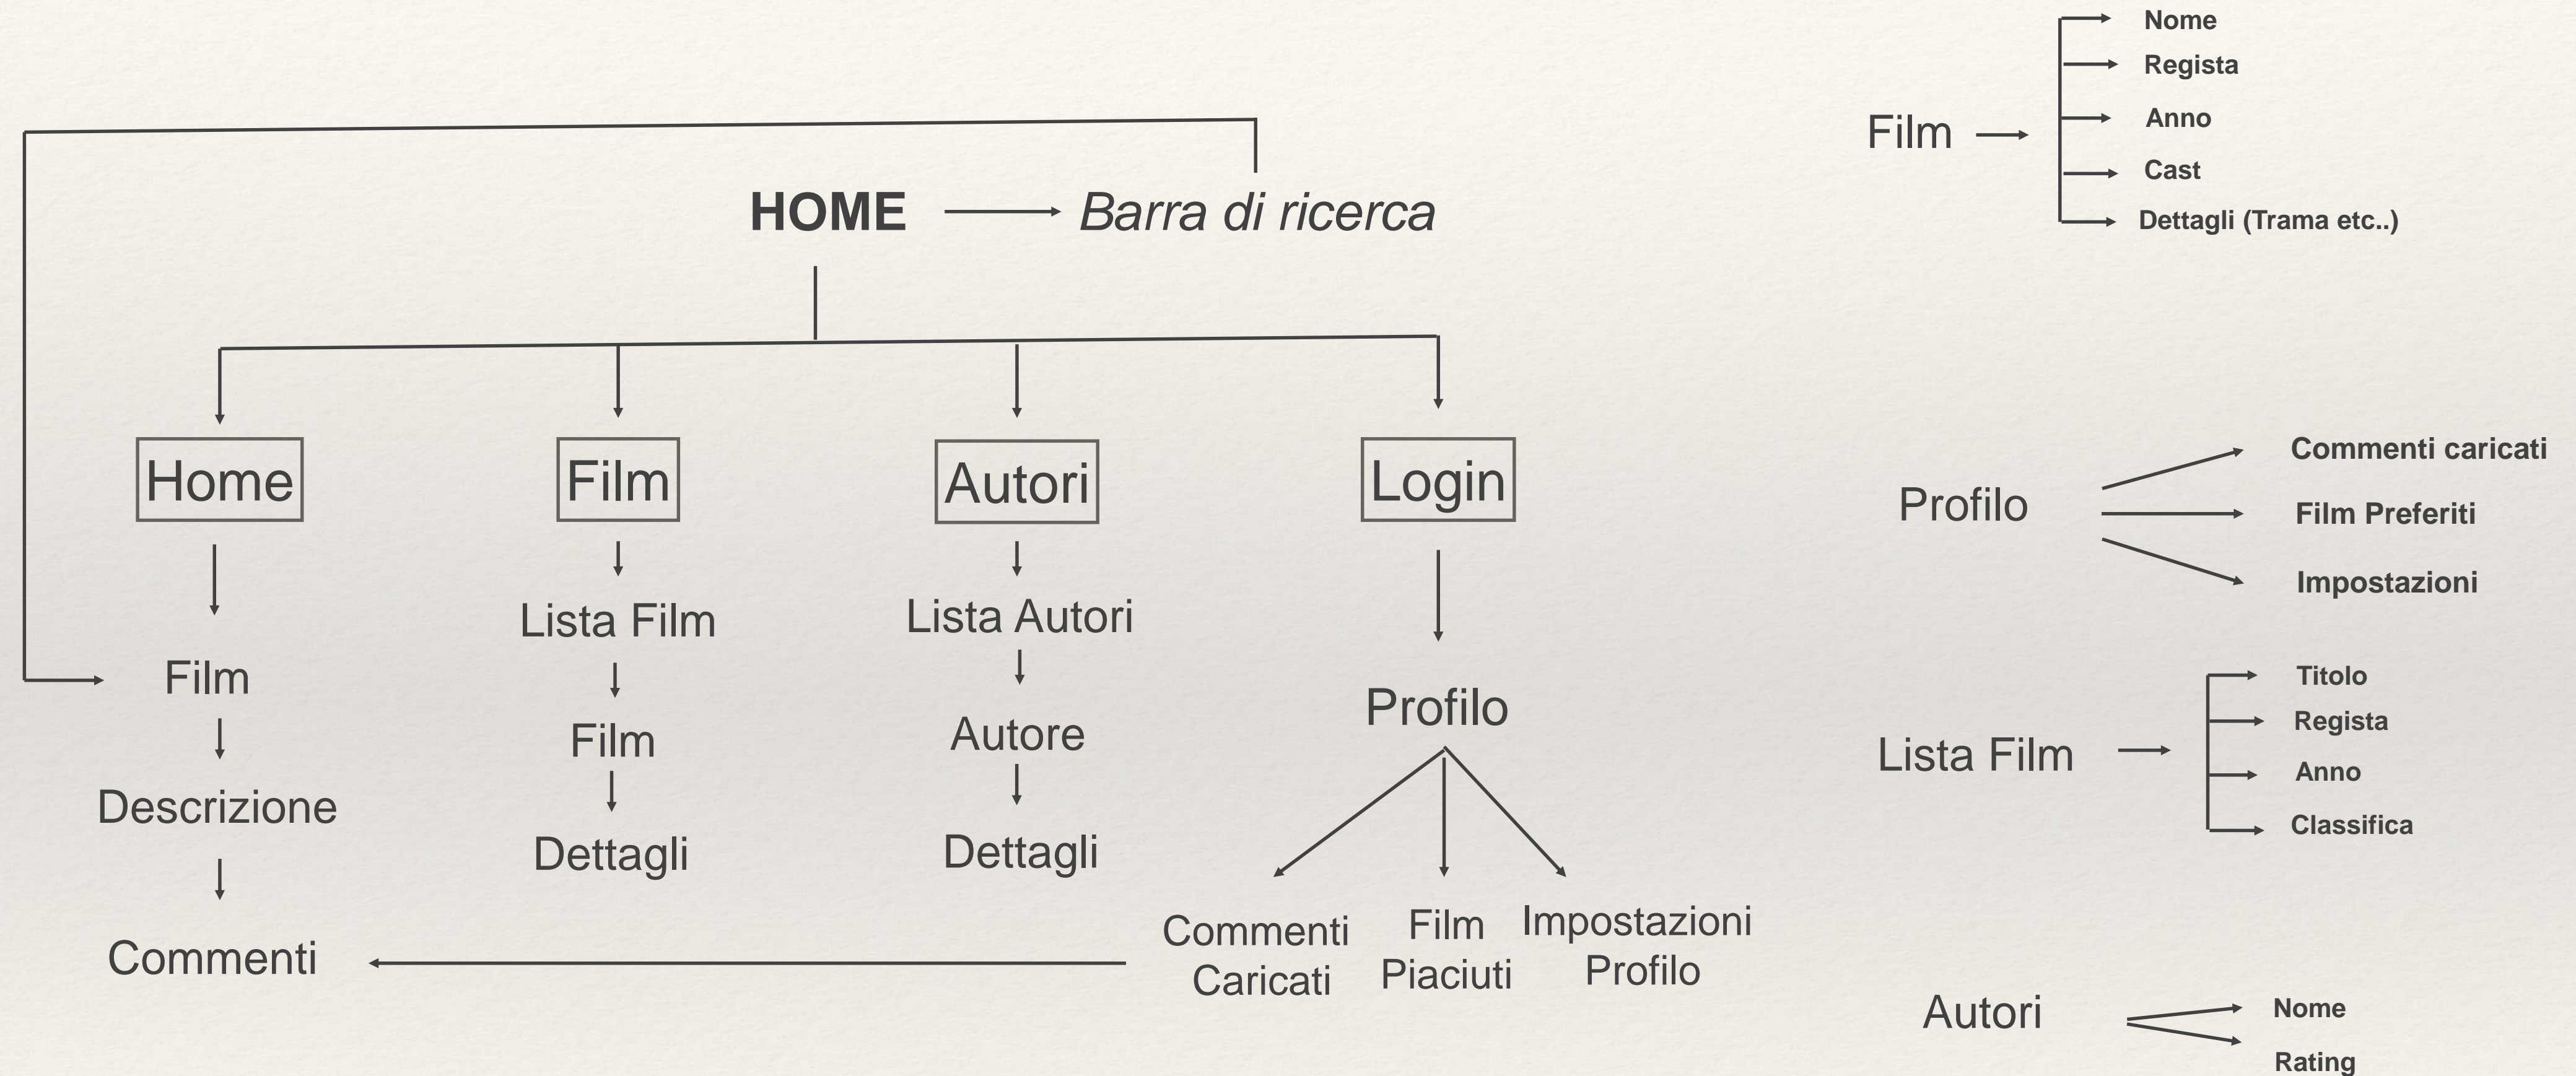 HOME
Barra di ricerca
Home
Film
Autori
Login
Film
Descrizione
Commenti
Lista Film
Film
Dettagli
Lista Autori
Autore
Dettagli
Profilo
Commenti
Caricati
Film
Piaciuti
Impostazioni
Profilo
Film
Nome
Regista
Anno
Cast
Dettagli (Trama etc..)
Profilo
Commenti caricati
Film Preferiti
Impostazioni
Lista Film
Titolo
Regista
Anno
Classifica
Autori
Nome
Rating